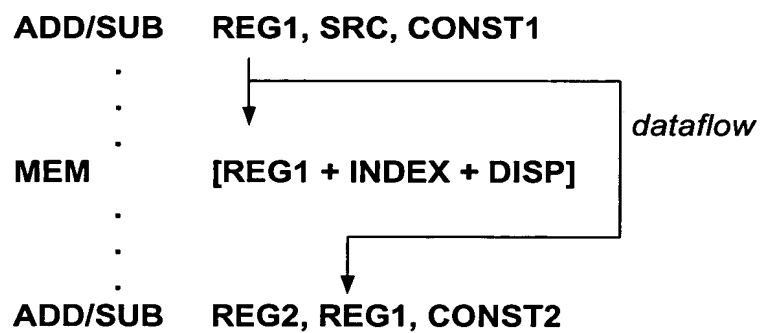 ADD/SUB REG1, SRC, CONST1
.
.
.
dataflow
MEM [REG1 + INDEX + DISP]
.
.
.
ADD/SUB REG2, REG1, CONST2